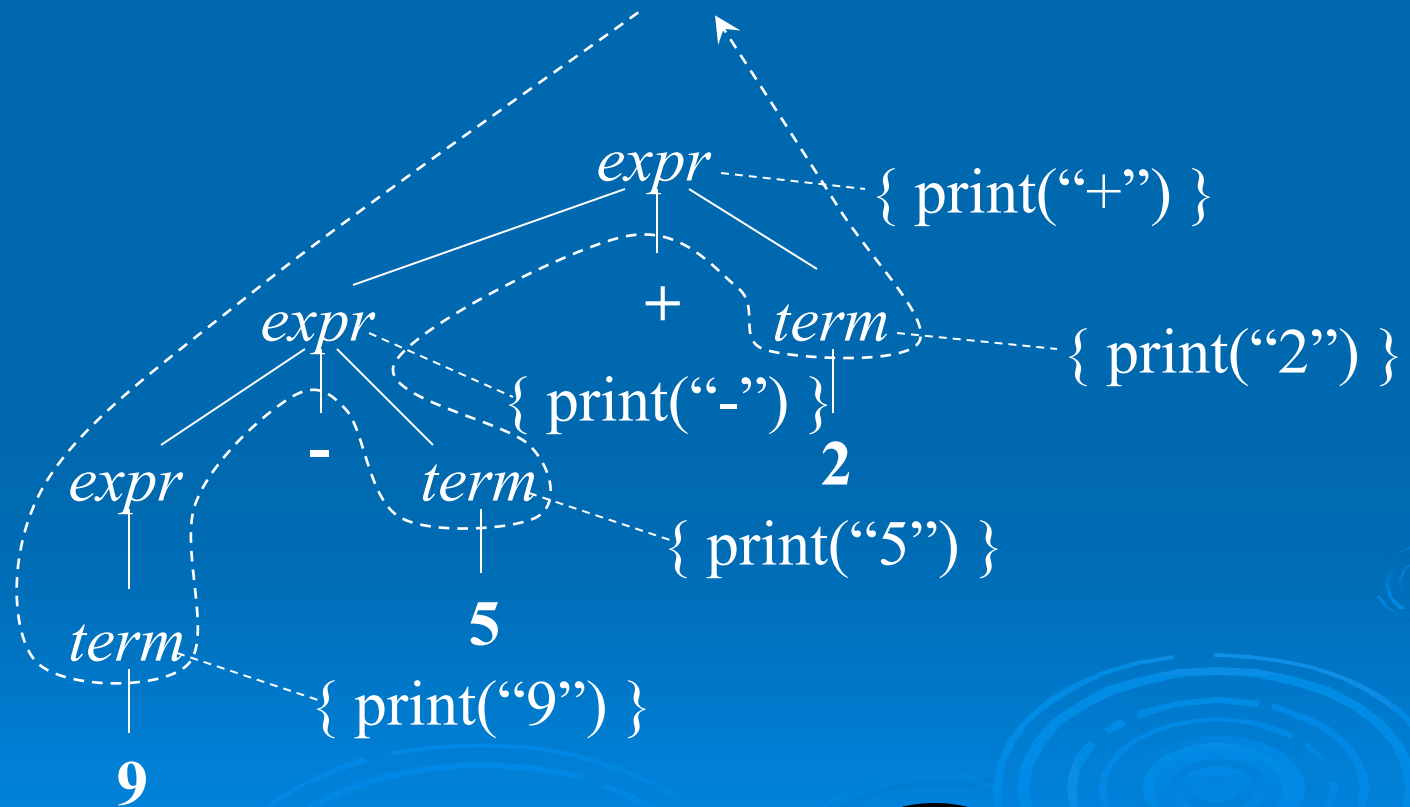 expr
{ print(“+”) }
expr
+
term
{ print(“2”) }
{ print(“-”) }
expr
-
term
2
{ print(“5”) }
term
5
{ print(“9”) }
9